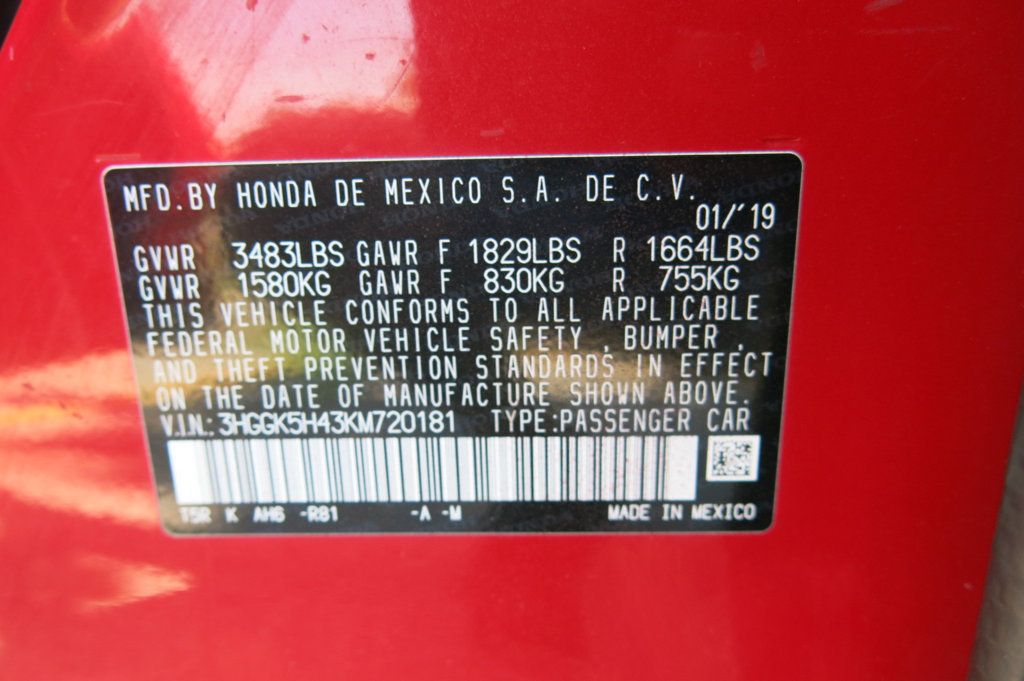 MFD.BY HONDA DE MEXICO S.A. DE C.V.
01/'19
GVWR 3483LBS GAWR F 1829LBS R 1664LBS
GVWR 1580KG GAWR F 830KG R 755KG
THIS VEHICLE CONFORMS TO ALL APPLICABLE
FEDERAL MOTOR VEHICLE SAFETY , BUMPER ,
AND THEFT PREVENTION STANDARDS IN EFFECT
ON THE DATE OF MANUFACTURE SHOWN ABOVE.
V.IN.: 3HGGK5H43KM720181 TYPE:PASSENGER CAR
T5R K AH6 -R81 -A -M MADE IN MEXICO